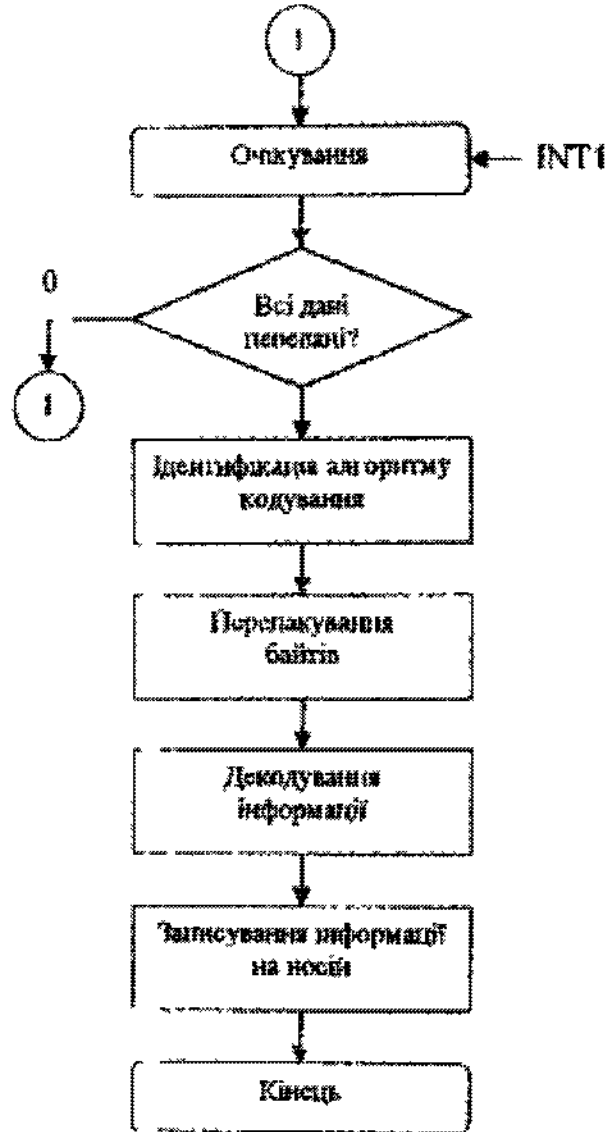 1
Очікування
INT1
0
Всі дані
передані?
1
Ідентифікація алгоритму
кодування
Перепакування
байтів
Декодування
інформації
Записування інформації
на носій
Кінець